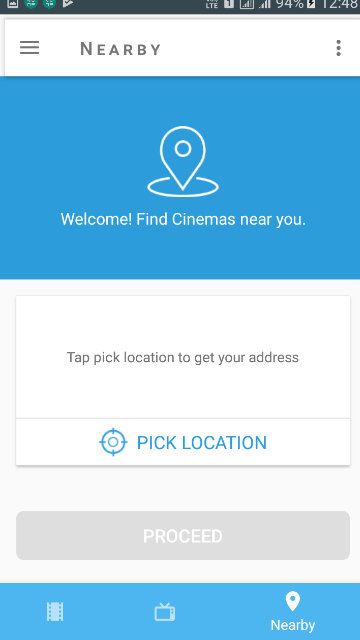 LTE 1 94% 12:48
NEARBY
Welcome! Find Cinemas near you.
Tap pick location to get your address
PICK LOCATION
PROCEED
Nearby